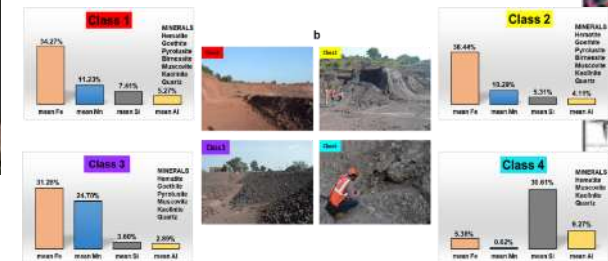 Class 1
34.27%
11.23%
7.61%
5.27%
mean Fe mean Mn mean Si mean Al
MINERALS
Hematite
Goethite
Pyrolusite
Birnessite
Muscovite
Kaolinite
Quartz
b
Class 2
10.29%
5.31%
4.11%
mean Fe mean Mn mean Si mean Al
MINERALS
Hematite
Goethite
Pyrolusite
Birnessite
Muscovite
Kaolinite
Quartz
Class 3
31.26%
24.70%
3.60%
2.89%
mean Fe mean Mn mean Si mean Al
MINERALS
Hematite
Goethite
Pyrolusite
Muscovite
Kaolinite
Quartz
Class 4
5.38%
0.62%
30.61%
9.27%
mean Fe mean Mn mean Si mean Al
MINERALS
Hematite
Goethite
Pyrolusite
Muscovite
Kaolinite
Quartz